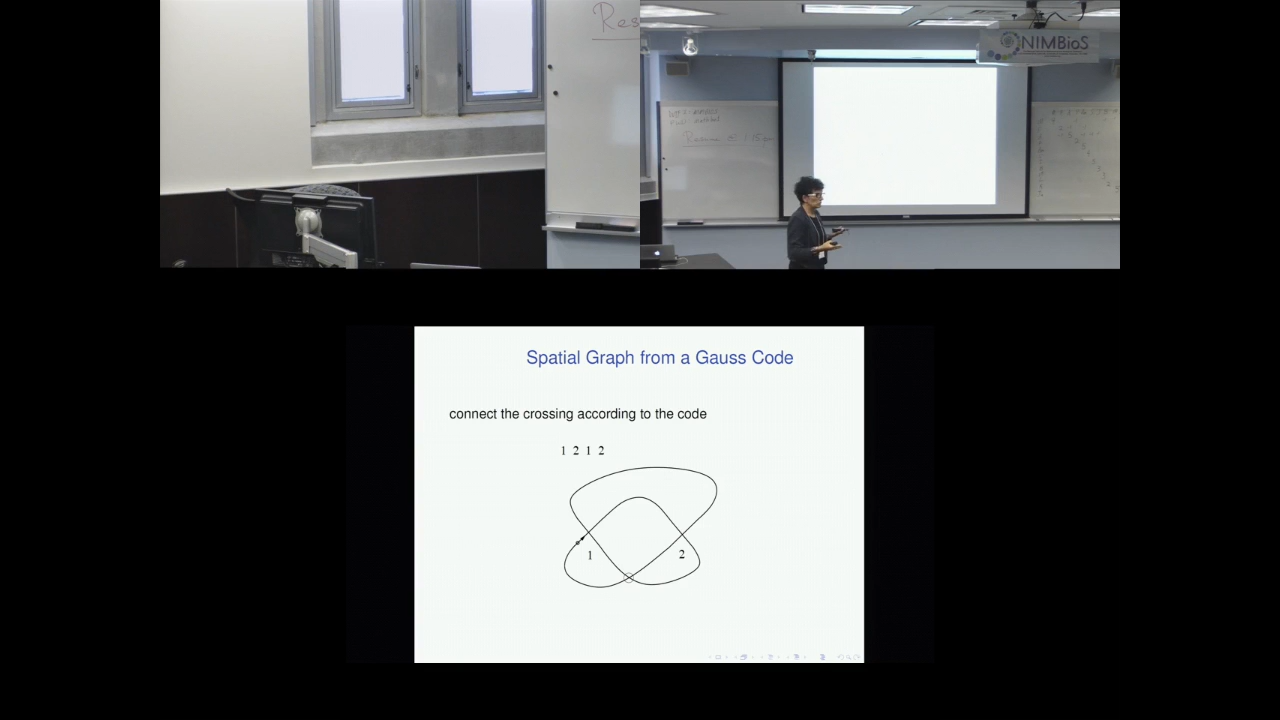 Res
NIMBioS
Spatial Graph from a Gauss Code
connect the crossing according to the code
1 2 1 2
1
2